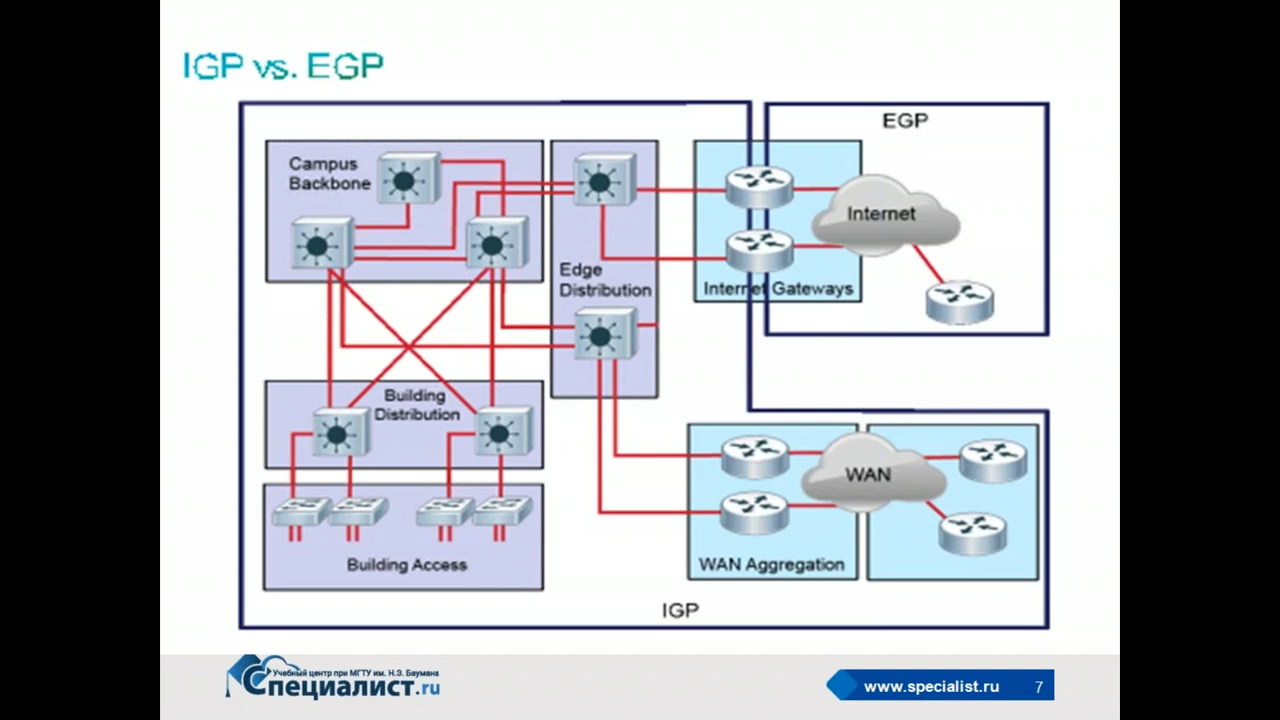 IGP vs. EGP
EGP
Campus
Backbone
Internet
Edge
Distribution
Internet Gateways
Building
Distribution
WAN
Building Access
WAN Aggregation
IGP
Учебный центр при МГТУ им. Н.Э. Баумана
Специалист.ru
www.specialist.ru
7